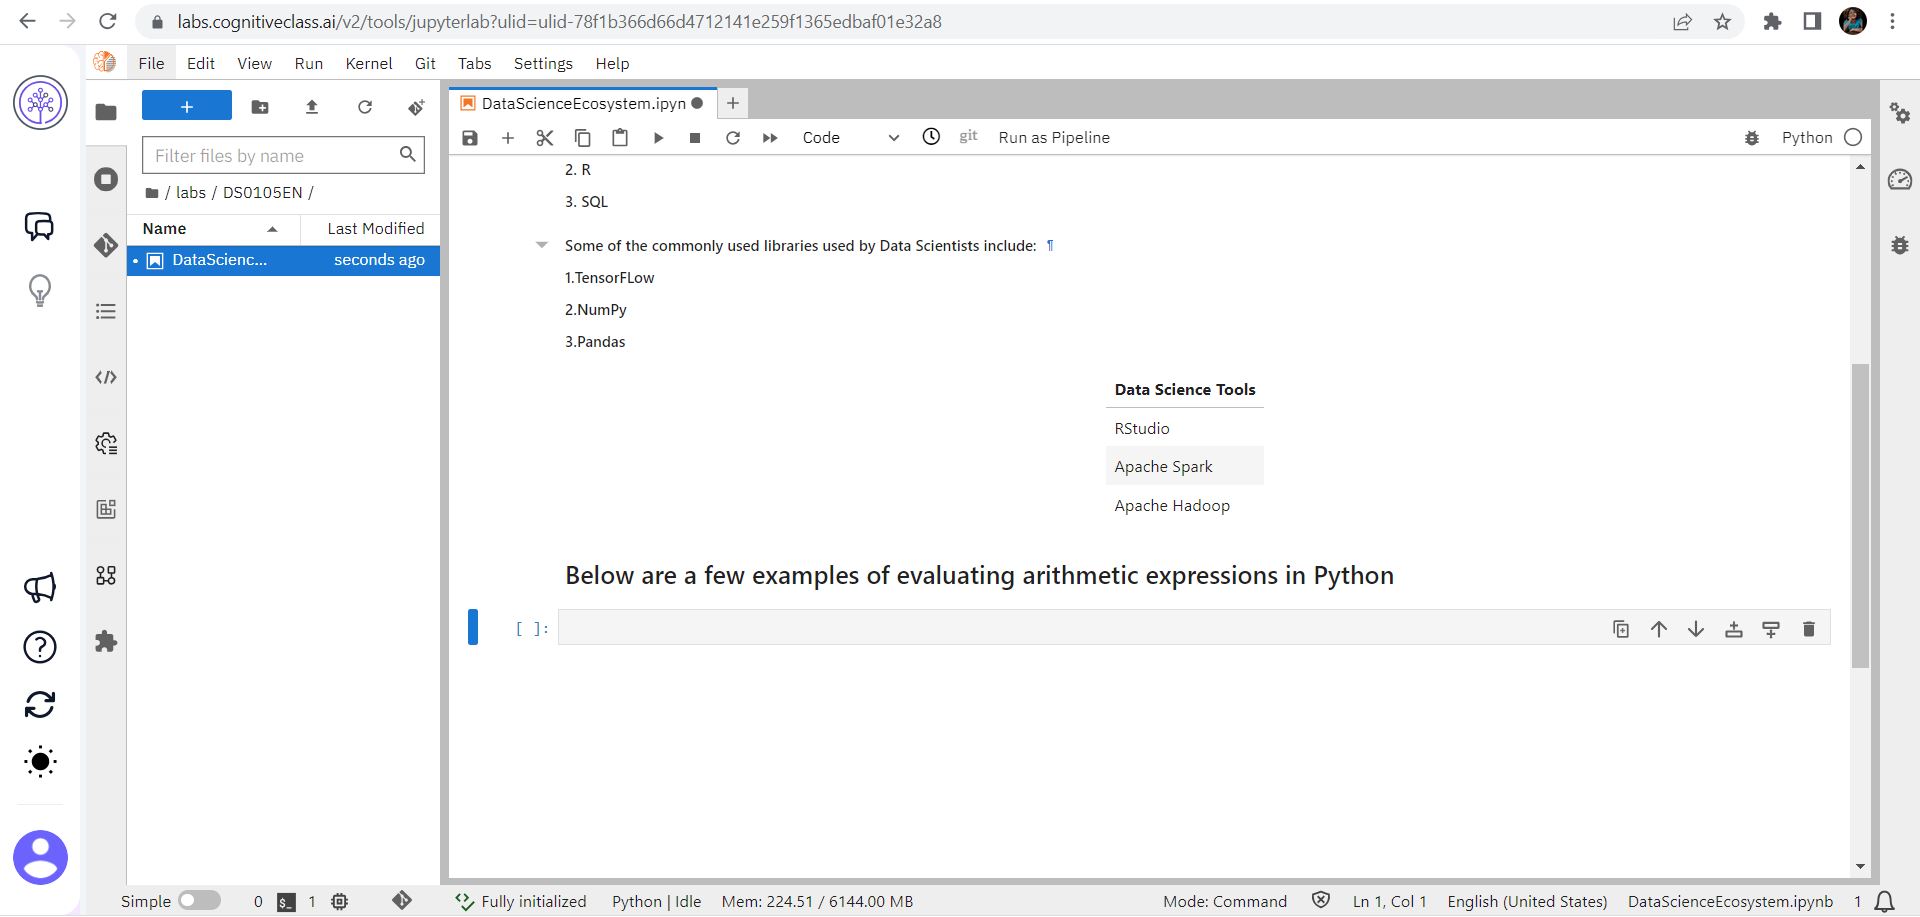 labs.cognitiveclass.ai/v2/tools/jupyterlab?ulid=ulid-78f1b366d66d4712141e259f1365edbaf01e32a8
File Edit View Run Kernel Git Tabs Settings Help
+
Filter files by name
/ labs / DS0105EN /
Name Last Modified
DataScienc... seconds ago
DataScienceEcosystem.ipyn
Code git Run as Pipeline Python
2. R
3. SQL
Some of the commonly used libraries used by Data Scientists include: ¶
1.TensorFLow
2.NumPy
3.Pandas
Data Science Tools
RStudio
Apache Spark
Apache Hadoop
Below are a few examples of evaluating arithmetic expressions in Python
[ ]:
Simple 0 $_ 1 Fully initialized Python | Idle Mem: 224.51 / 6144.00 MB Mode: Command Ln 1, Col 1 English (United States) DataScienceEcosystem.ipynb 1